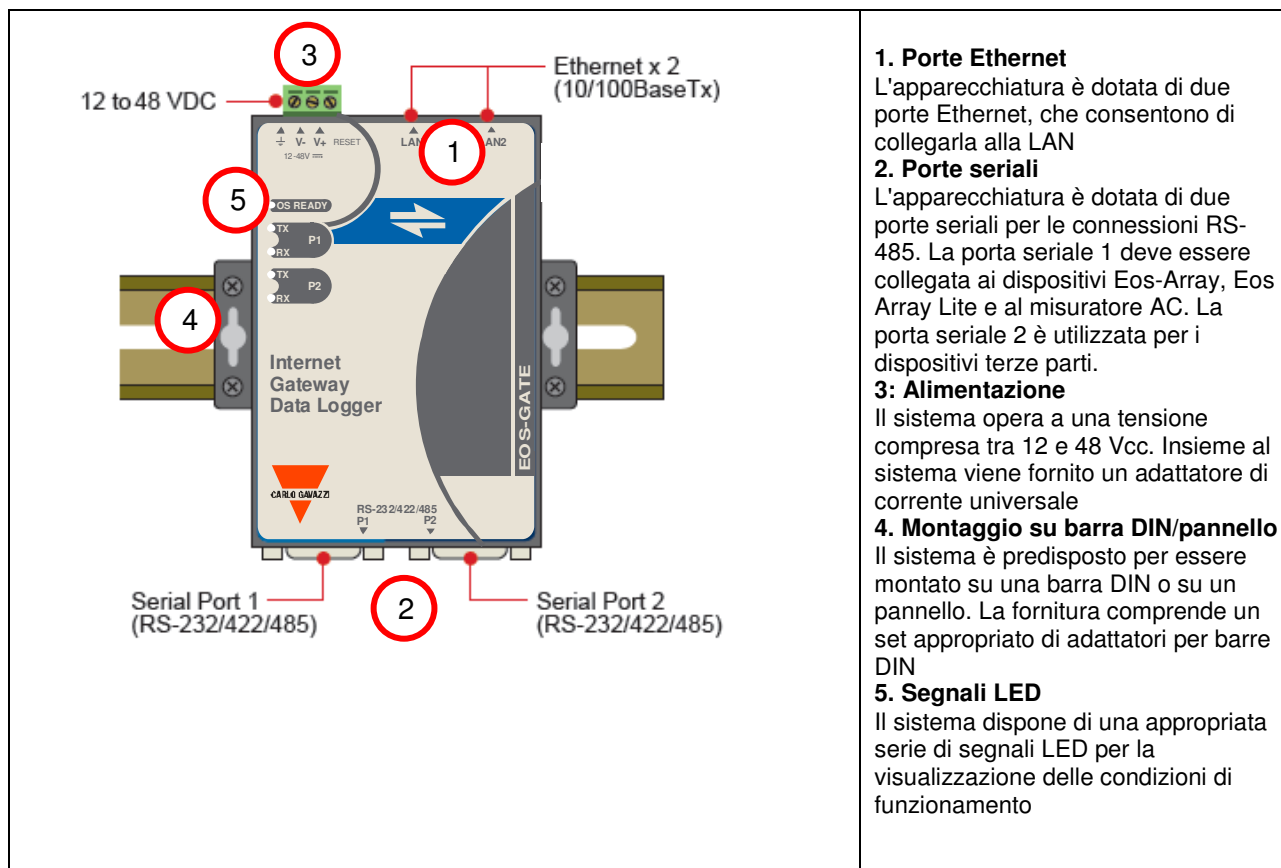 3
Ethernet x 2
(10/100BaseTx)
12 to 48 VDC
V- V+ RESET
12-48V
LAN
1
AN2
5
OS READY
TX
P1
RX
TX
P2
RX
4
Internet
Gateway
Data Logger
EOS-GATE
CARLO GAVAZZI
RS-232/422/485
P1 P2
Serial Port 1
(RS-232/422/485)
2
Serial Port 2
(RS-232/422/485)
1. Porte Ethernet
L'apparecchiatura è dotata di due
porte Ethernet, che consentono di
collegarla alla LAN
2. Porte seriali
L'apparecchiatura è dotata di due
porte seriali per le connessioni RS-
485. La porta seriale 1 deve essere
collegata ai dispositivi Eos-Array, Eos
Array Lite e al misuratore AC. La
porta seriale 2 è utilizzata per i
dispositivi terze parti.
3: Alimentazione
Il sistema opera a una tensione
compresa tra 12 e 48 Vcc. Insieme al
sistema viene fornito un adattatore di
corrente universale
4. Montaggio su barra DIN/pannello
Il sistema è predisposto per essere
montato su una barra DIN o su un
pannello. La fornitura comprende un
set appropriato di adattatori per barre
DIN
5. Segnali LED
Il sistema dispone di una appropriata
serie di segnali LED per la
visualizzazione delle condizioni di
funzionamento